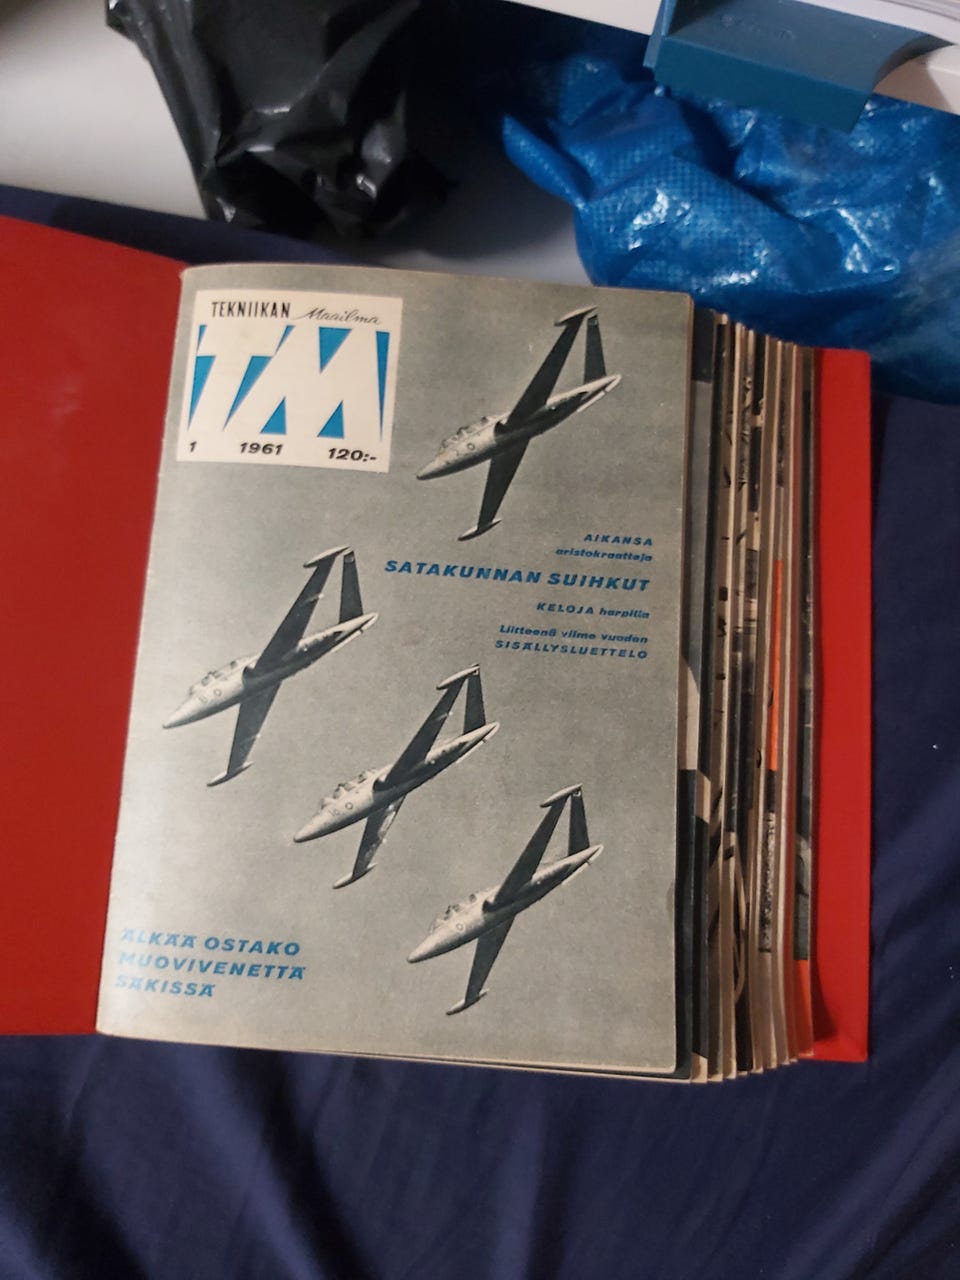 TEKNIIKAN Maailma
TM
1 1961 120:-
AIKANSA
aristokraatteja
SATAKUNNAN SUIHKUT
KELOJA harpilla
Liitteenä viime vuoden
SISÄLLYSLUETTELO
ÄLKÄÄ OSTAKO
MUOVIVENETTÄ
SÄKISSÄ